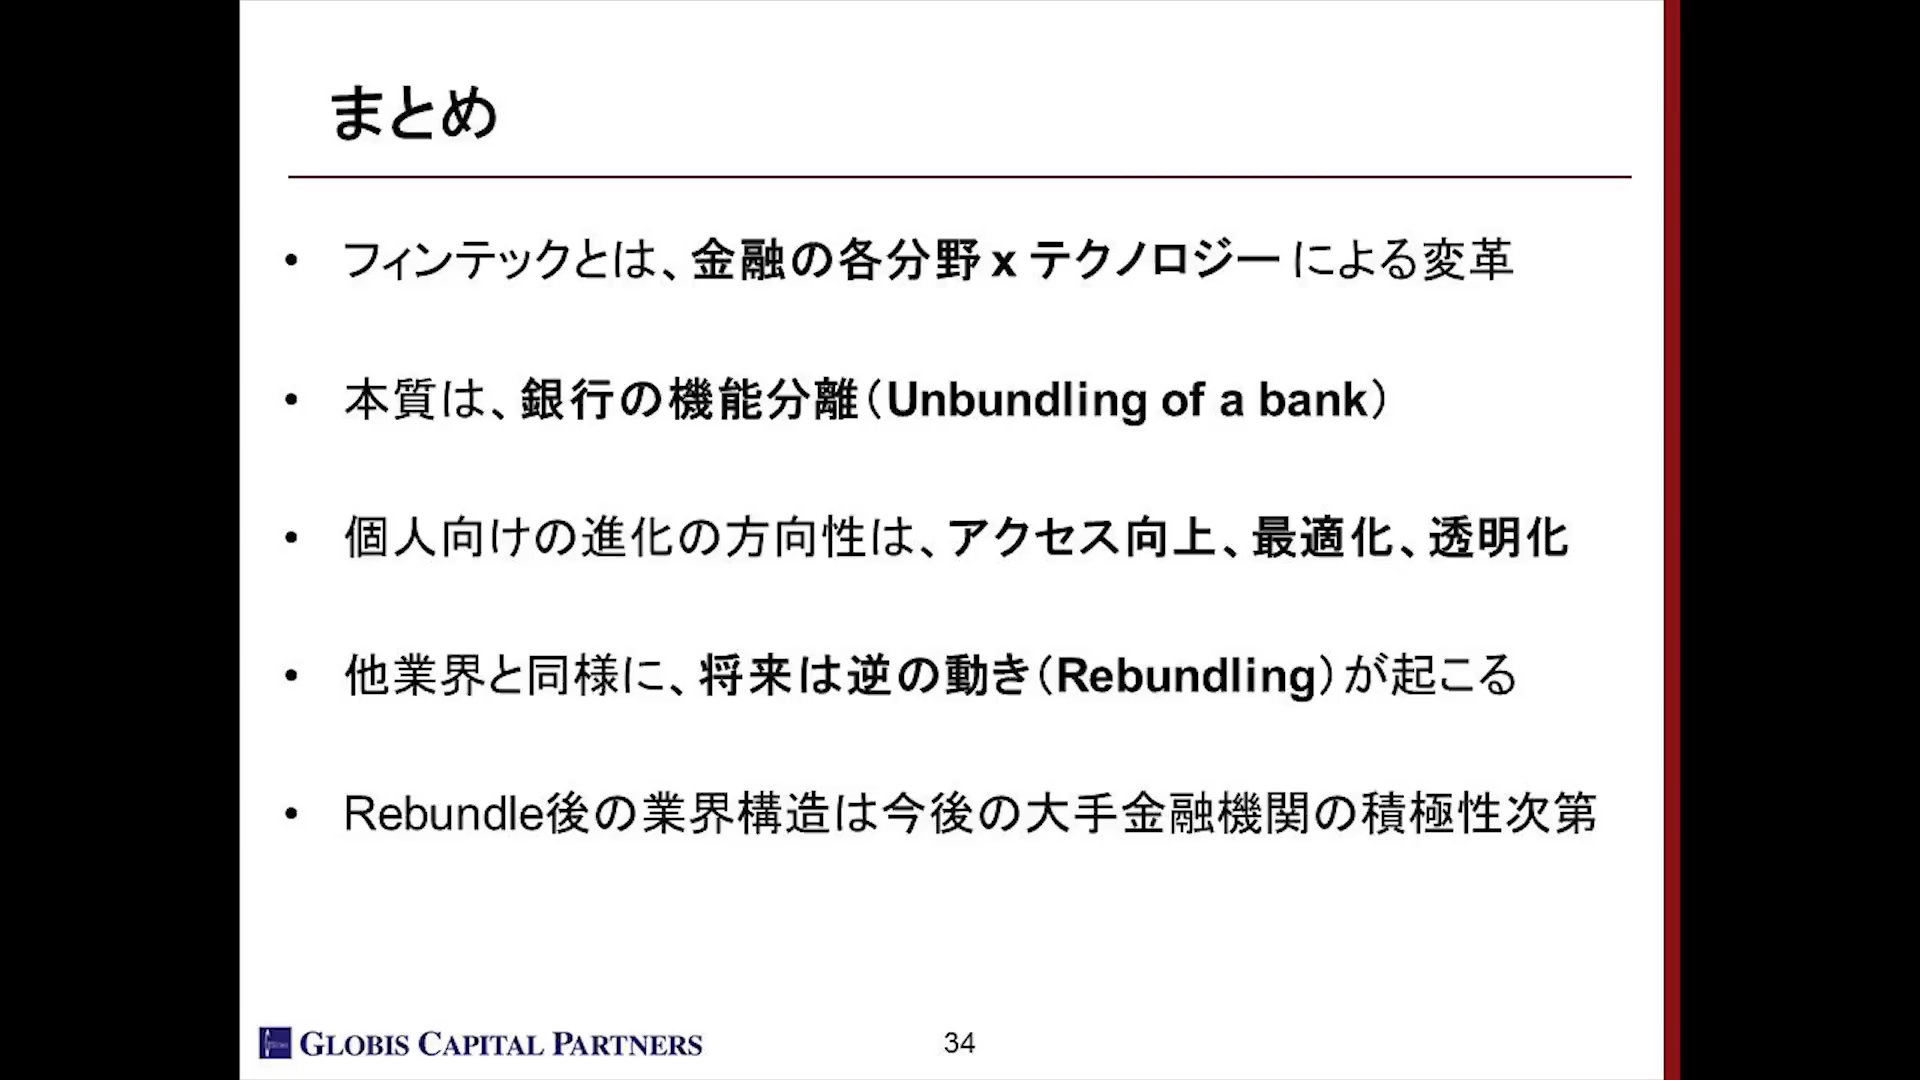 まとめ
• フィンテックとは、金融の各分野 x テクノロジー による変革
• 本質は、銀行の機能分離（Unbundling of a bank）
• 個人向けの進化の方向性は、アクセス向上、最適化、透明化
• 他業界と同様に、将来は逆の動き（Rebundling）が起こる
• Rebundle後の業界構造は今後の大手金融機関の積極性次第
GLOBIS CAPITAL PARTNERS
34